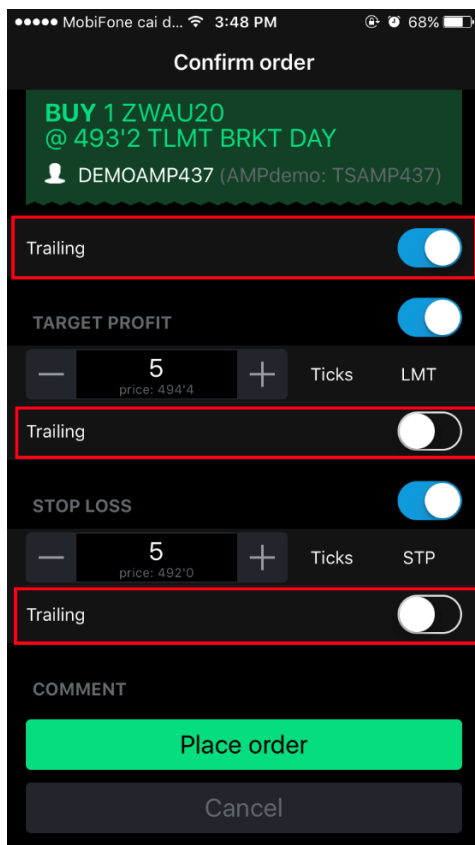 MobiFone cai d... 3:48 PM 68%
Confirm order
BUY 1 ZWAU20
@ 493'2 TLMT BRKT DAY
DEMOAMP437 (AMPdemo: TSAMP437)
Trailing
TARGET PROFIT
— 5 + Ticks LMT
price: 494'4
Trailing
STOP LOSS
— 5 + Ticks STP
price: 492'0
Trailing
COMMENT
Place order
Cancel